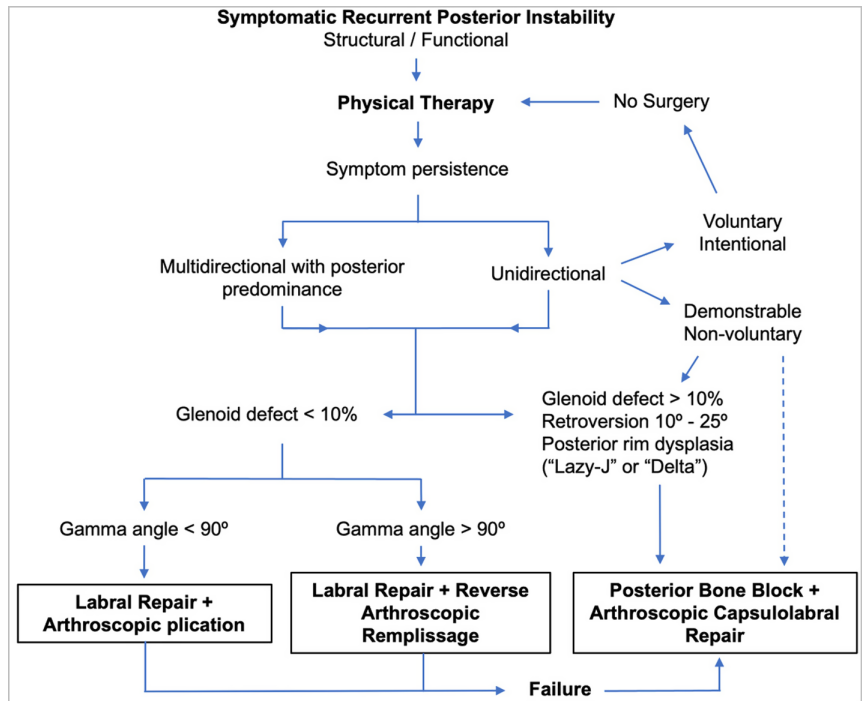 Symptomatic Recurrent Posterior Instability
Structural / Functional
Physical Therapy
No Surgery
Symptom persistence
Voluntary
Intentional
Multidirectional with posterior
predominance
Unidirectional
Demonstrable
Non-voluntary
Glenoid defect < 10%
Glenoid defect > 10%
Retroversion 10º - 25º
Posterior rim dysplasia
(“Lazy-J” or “Delta”)
Gamma angle < 90º
Gamma angle > 90º
Labral Repair +
Arthroscopic plication
Labral Repair + Reverse
Arthroscopic
Remplissage
Posterior Bone Block +
Arthroscopic Capsulolabral
Repair
Failure